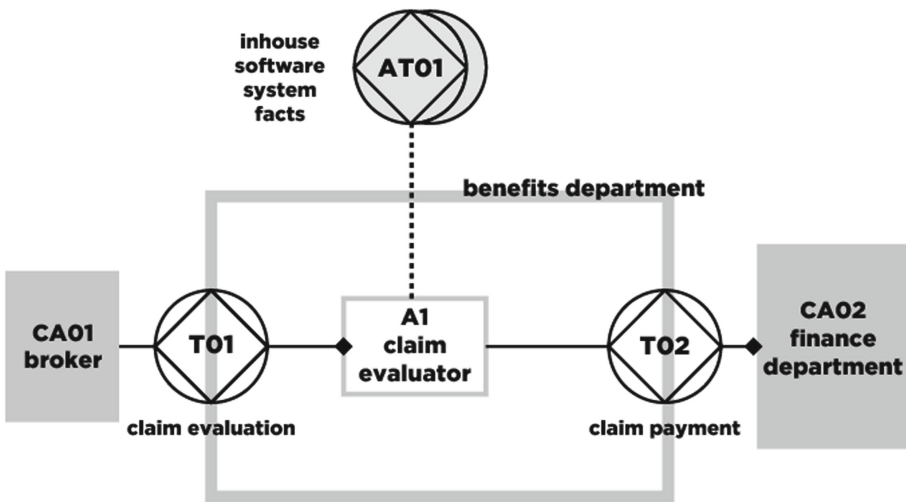 inhouse
software
system
facts
AT01
benefits department
CA01
broker
T01
claim evaluation
A1
claim
evaluator
T02
claim payment
CA02
finance
department